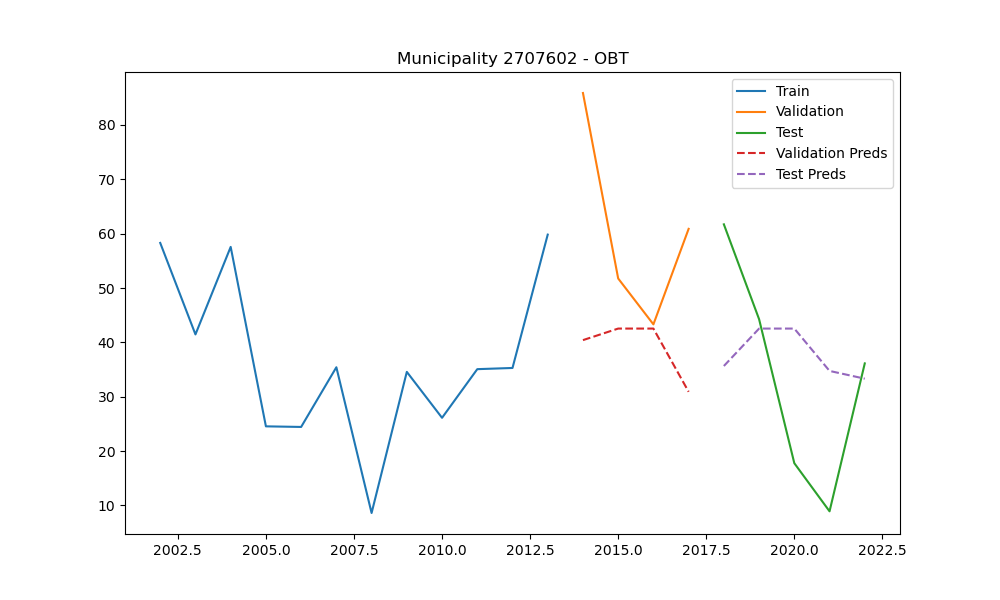 Municipality 2707602 - OBT
Train
Validation
Test
Validation Preds
Test Preds
80
70
60
50
40
30
20
10
2002.5 2005.0 2007.5 2010.0 2012.5 2015.0 2017.5 2020.0 2022.5